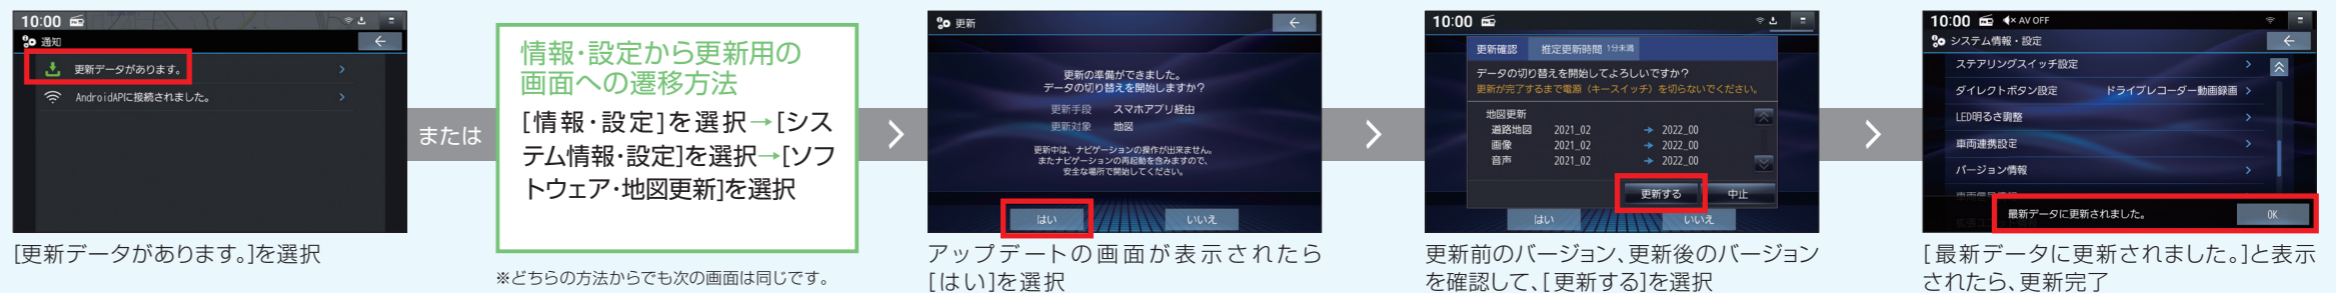 10:00
通知
更新データがあります。
AndroidAPIに接続されました。
[更新データがあります。]を選択
または
情報・設定から更新用の
画面への遷移方法
[情報・設定]を選択→[シス
テム情報・設定]を選択→[ソフ
トウェア・地図更新]を選択
※どちらの方法からでも次の画面は同じです。
更新
更新の準備ができました。
データの切り替えを開始しますか?
更新手段 スマホアプリ経由
更新対象 地図
更新中は、ナビゲーションの操作が出来ません。
またナビゲーションの再起動を含みますので、
安全な場所で開始してください。
はい いいえ
アップデートの画面が表示されたら
[はい]を選択
10:00
更新確認 推定更新時間 1分未満
データの切り替えを開始してよろしいですか?
更新が完了するまで電源（キースイッチ）を切らないでください。
地図更新
道路地図 2021_02 → 2022_00
画像 2021_02 → 2022_00
音声 2021_02 → 2022_00
更新する 中止
はい いいえ
更新前のバージョン、更新後のバージョン
を確認して、[更新する]を選択
10:00 AV OFF
システム情報・設定
ステアリングスイッチ設定
ダイレクトボタン設定 ドライブレコーダー動画録画
LED明るさ調整
車両連携設定
バージョン情報
最新データに更新されました。 OK
[最新データに更新されました。]と表示
されたら、更新完了